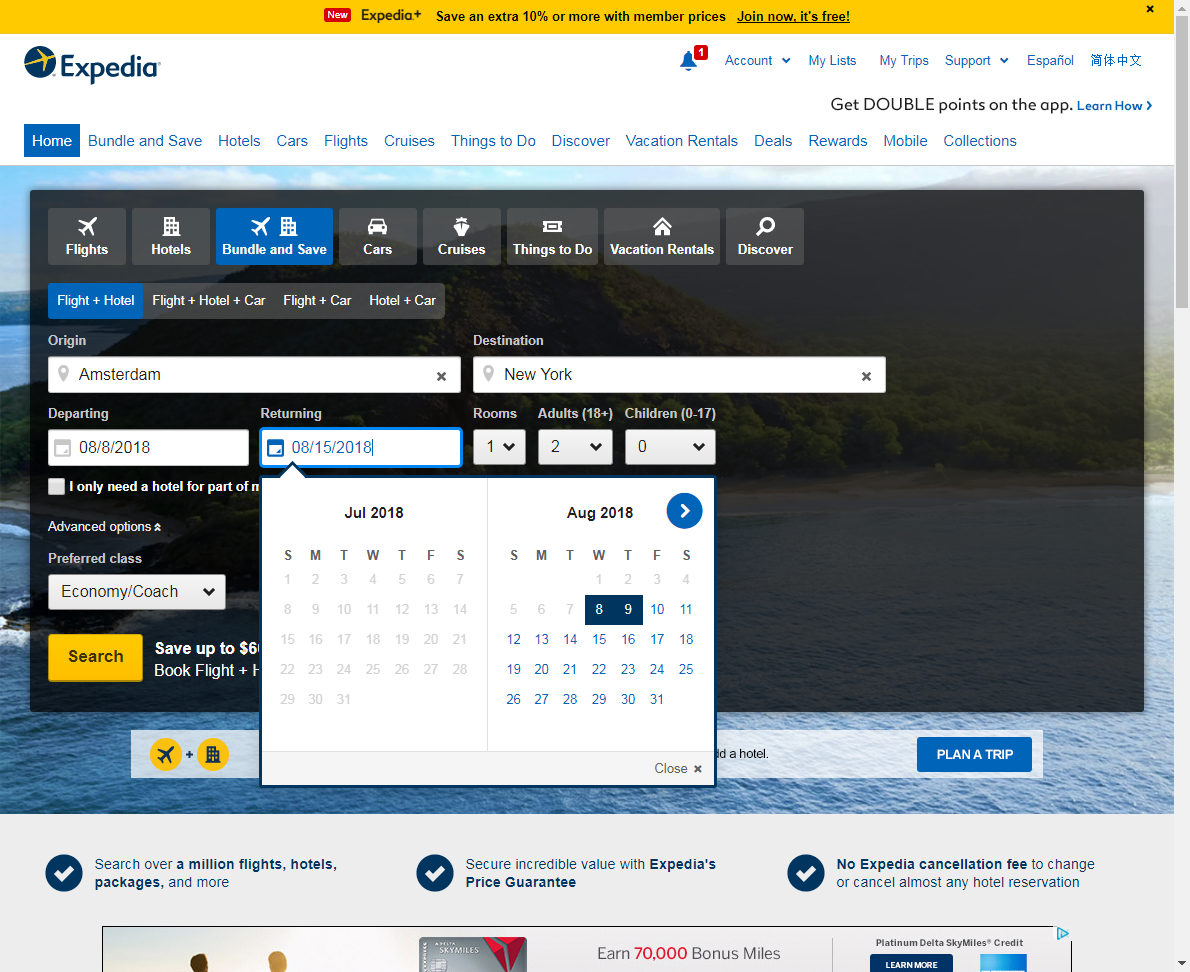 New Expedia+ Save an extra 10% or more with member prices Join now, it's free!
Expedia
1 Account My Lists My Trips Support Español 简体中文
Get DOUBLE points on the app. Learn How
Home Bundle and Save Hotels Cars Flights Cruises Things to Do Discover Vacation Rentals Deals Rewards Mobile Collections
Flights Hotels Bundle and Save Cars Cruises Things to Do Vacation Rentals Discover
Flight + Hotel Flight + Hotel + Car Flight + Car Hotel + Car
Origin Destination
Amsterdam New York
Departing Returning Rooms Adults (18+) Children (0-17)
08/8/2018 08/15/2018 1 2 0
I only need a hotel for part of m
Advanced options
Preferred class
Economy/Coach
Search
Save up to $6
Book Flight + H
Jul 2018
S M T W T F S
1 2 3 4 5 6 7
8 9 10 11 12 13 14
15 16 17 18 19 20 21
22 23 24 25 26 27 28
29 30 31
Aug 2018
S M T W T F S
1 2 3 4
5 6 7 8 9 10 11
12 13 14 15 16 17 18
19 20 21 22 23 24 25
26 27 28 29 30 31
Close
+ dd a hotel. PLAN A TRIP
Search over a million flights, hotels,
packages, and more
Secure incredible value with Expedia's
Price Guarantee
No Expedia cancellation fee to change
or cancel almost any hotel reservation
DELTA
SKYMILES
Earn 70,000 Bonus Miles
Platinum Delta SkyMiles® Credit
LEARN MORE